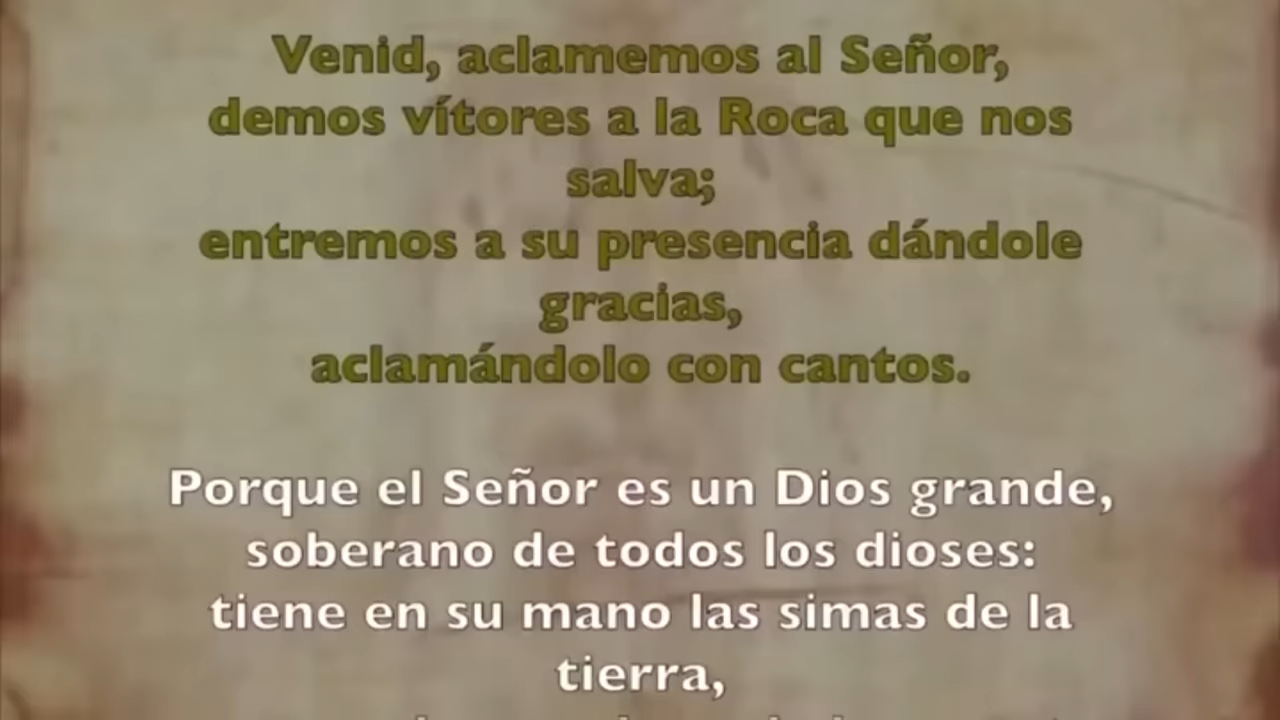 Venid, aclamemos al Señor,
demos vítores a la Roca que nos
salva;
entremos a su presencia dándole
gracias,
aclamándolo con cantos.
Porque el Señor es un Dios grande,
soberano de todos los dioses:
tiene en su mano las simas de la
tierra,